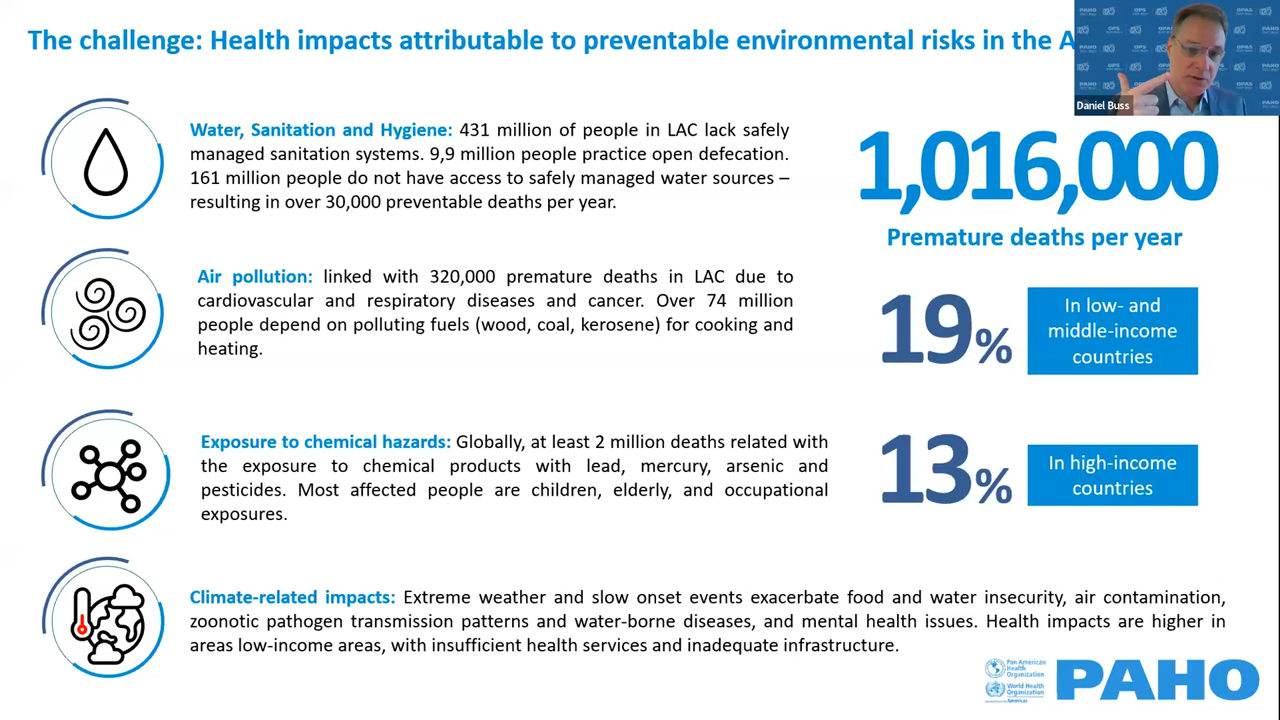 The challenge: Health impacts attributable to preventable environmental risks in the A
Daniel Buss
Water, Sanitation and Hygiene: 431 million of people in LAC lack safely
managed sanitation systems. 9,9 million people practice open defecation.
161 million people do not have access to safely managed water sources –
resulting in over 30,000 preventable deaths per year.
Air pollution: linked with 320,000 premature deaths in LAC due to
cardiovascular and respiratory diseases and cancer. Over 74 million
people depend on polluting fuels (wood, coal, kerosene) for cooking and
heating.
Exposure to chemical hazards: Globally, at least 2 million deaths related with
the exposure to chemical products with lead, mercury, arsenic and
pesticides. Most affected people are children, elderly, and occupational
exposures.
Climate-related impacts: Extreme weather and slow onset events exacerbate food and water insecurity, air contamination,
zoonotic pathogen transmission patterns and water-borne diseases, and mental health issues. Health impacts are higher in
areas low-income areas, with insufficient health services and inadequate infrastructure.
1,016,000
Premature deaths per year
19%
In low- and
middle-income
countries
13%
In high-income
countries
Pan American
Health
Organization
World Health
Organization
PAHO